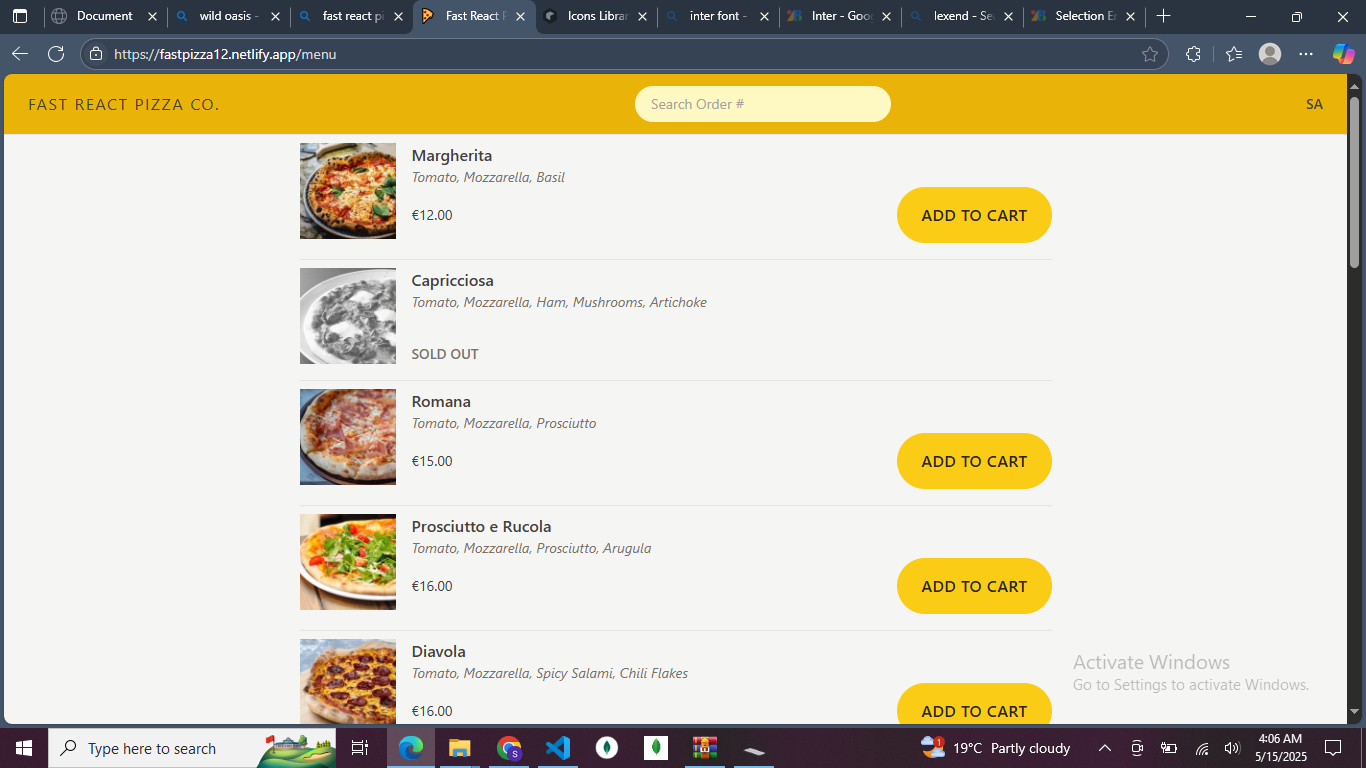 Document
wild oasis -
fast react pi
Fast React P
Icons Librar
inter font -
Inter - Goog
lexend - Sea
Selection Er
https://fastpizza12.netlify.app/menu
FAST REACT PIZZA CO.
Search Order #
SA
Margherita
Tomato, Mozzarella, Basil
€12.00
ADD TO CART
Capricciosa
Tomato, Mozzarella, Ham, Mushrooms, Artichoke
SOLD OUT
Romana
Tomato, Mozzarella, Prosciutto
€15.00
ADD TO CART
Prosciutto e Rucola
Tomato, Mozzarella, Prosciutto, Arugula
€16.00
ADD TO CART
Diavola
Tomato, Mozzarella, Spicy Salami, Chili Flakes
€16.00
ADD TO CART
Activate Windows
Go to Settings to activate Windows.
Type here to search
S
1
19°C Partly cloudy
4:06 AM
5/15/2025